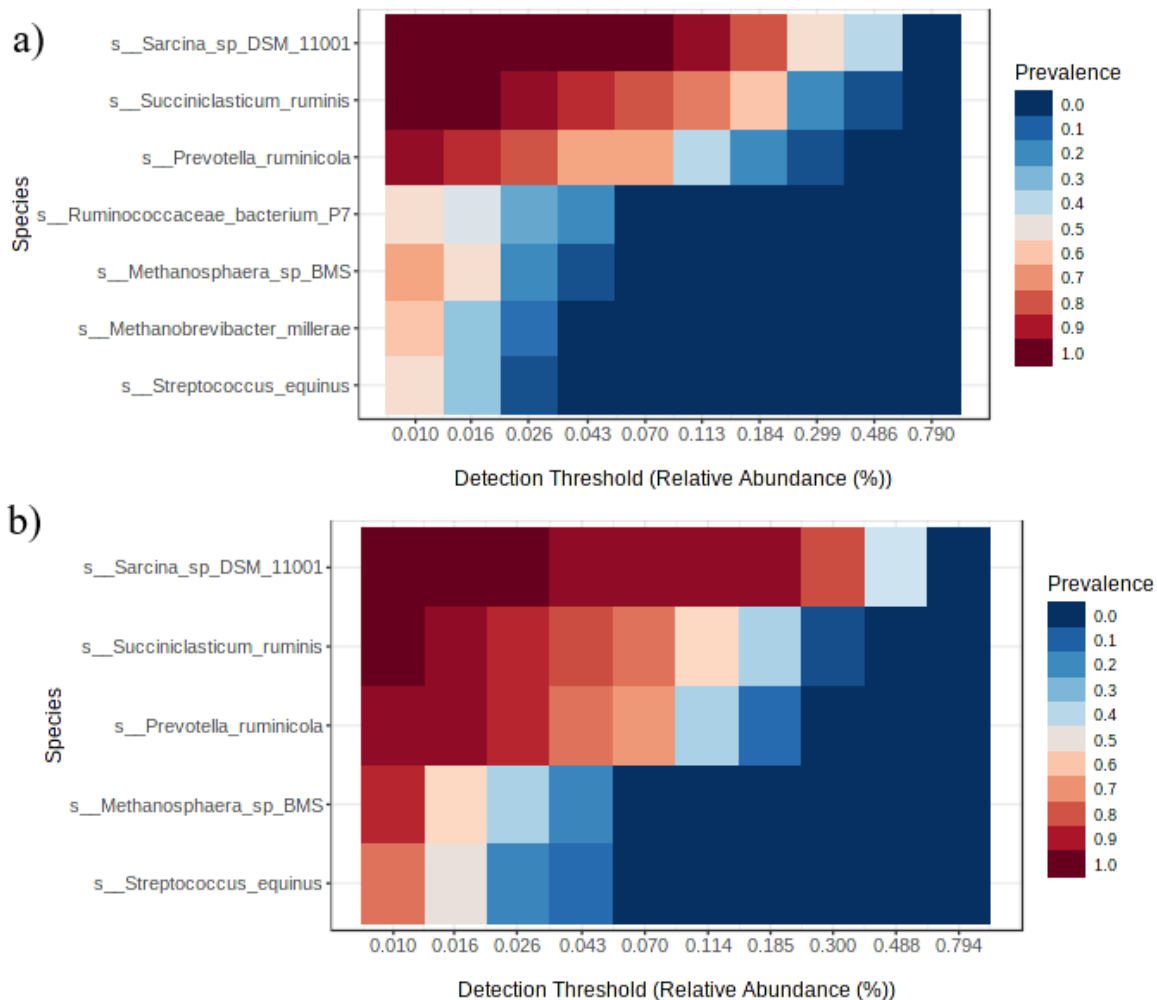 a)
s__Sarcina_sp_DSM_11001
s__Succiniclasticum_ruminis
s__Prevotella_ruminicola
s__Ruminococcaceae_bacterium_P7
s__Methanosphaera_sp_BMS
s__Methanobrevibacter_millerae
s__Streptococcus_equinus
Species
0.010 0.016 0.026 0.043 0.070 0.113 0.184 0.299 0.486 0.790
Detection Threshold (Relative Abundance (%))
Prevalence
0.0
0.1
0.2
0.3
0.4
0.5
0.6
0.7
0.8
0.9
1.0
b)
s__Sarcina_sp_DSM_11001
s__Succiniclasticum_ruminis
s__Prevotella_ruminicola
s__Methanosphaera_sp_BMS
s__Streptococcus_equinus
Species
0.010 0.016 0.026 0.043 0.070 0.114 0.185 0.300 0.488 0.794
Detection Threshold (Relative Abundance (%))
Prevalence
0.0
0.1
0.2
0.3
0.4
0.5
0.6
0.7
0.8
0.9
1.0